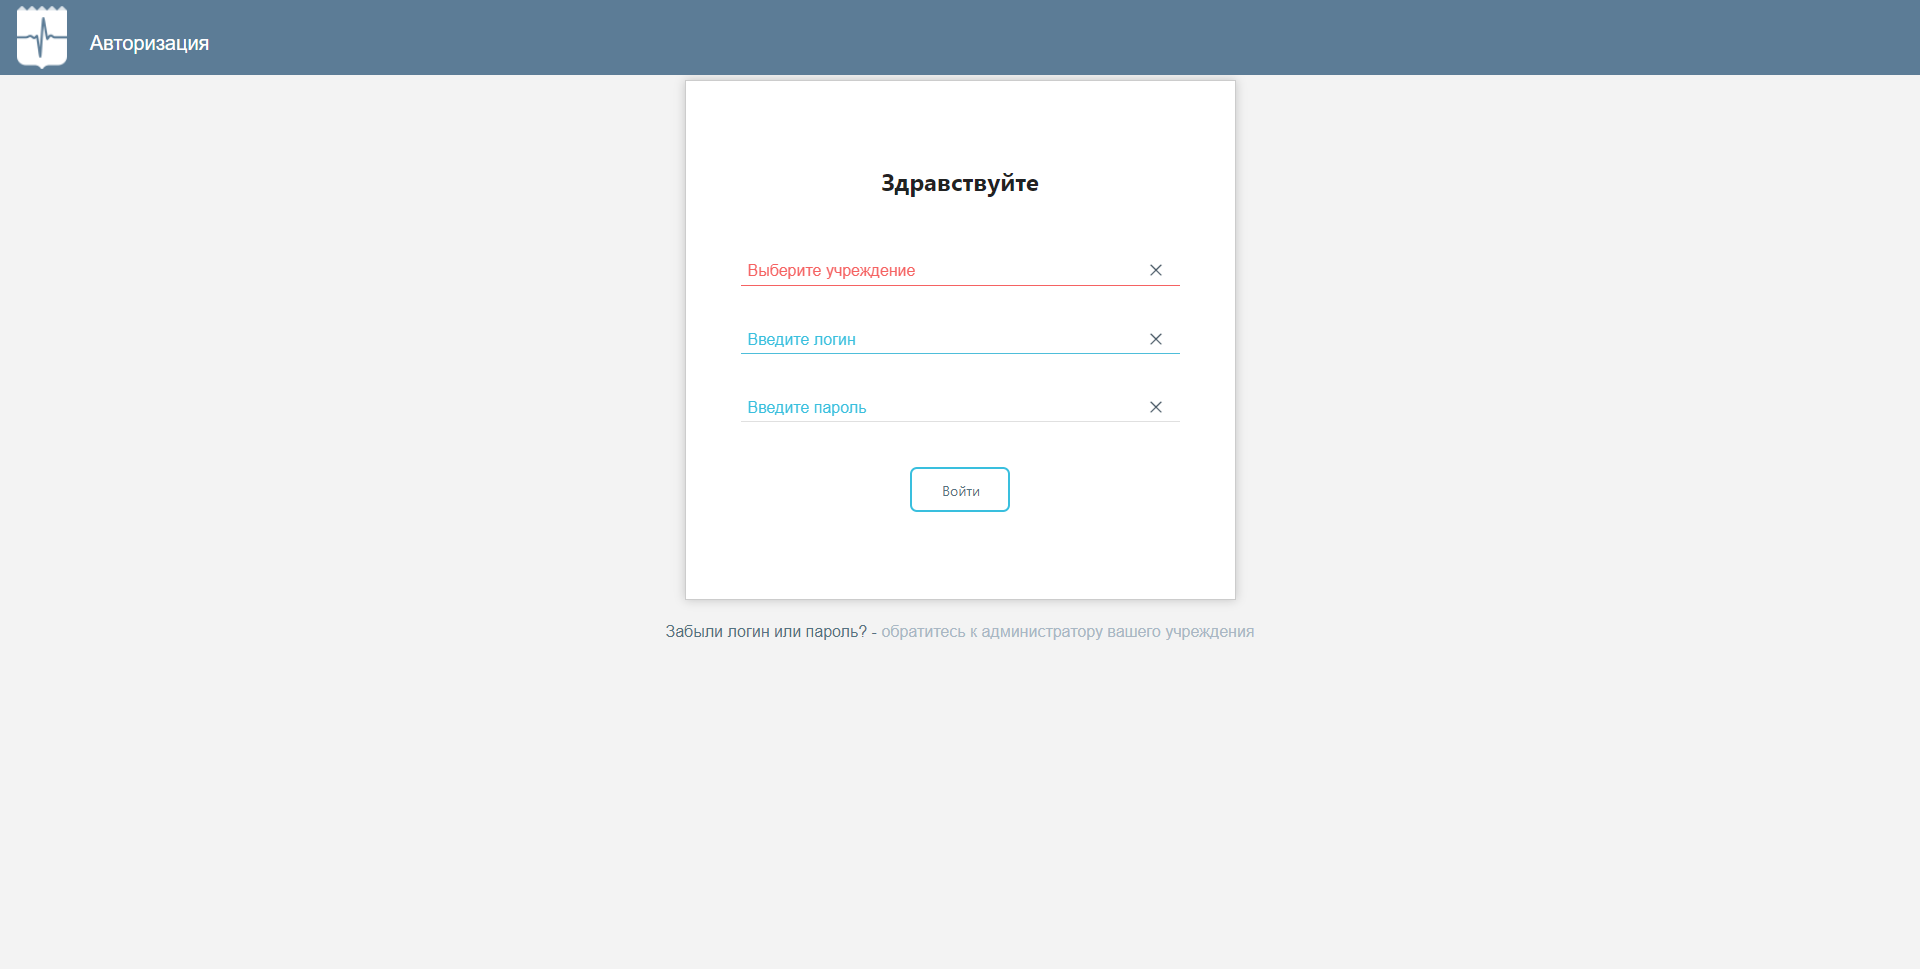 Авторизация
Здравствуйте
Выберите учреждение
Введите логин
Введите пароль
Войти
Забыли логин или пароль? - обратитесь к администратору вашего учреждения